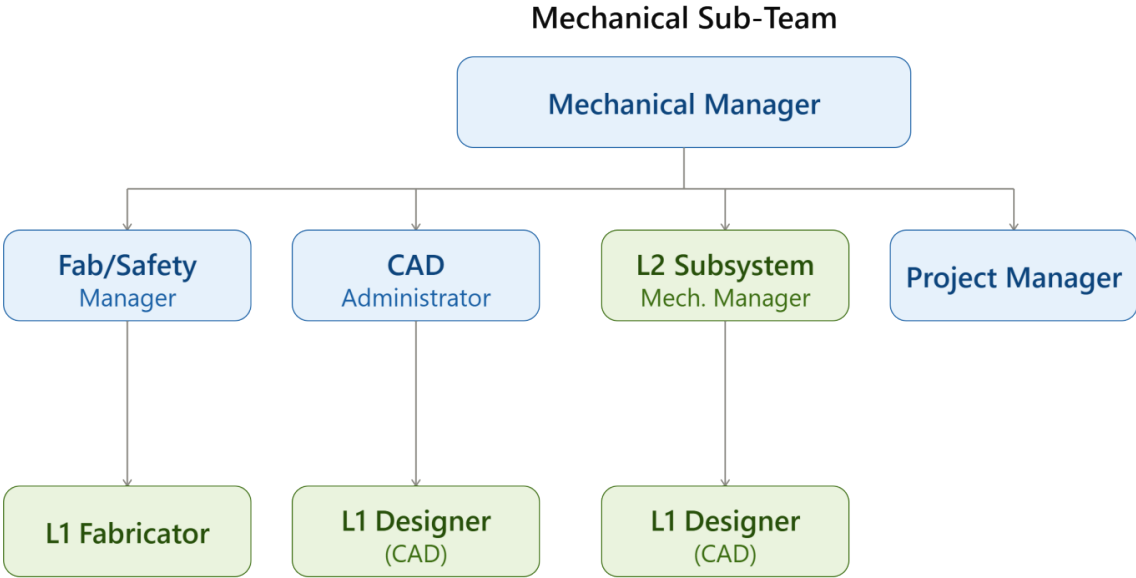 Mechanical Sub-Team
Mechanical Manager
Fab/Safety
Manager
CAD
Administrator
L2 Subsystem
Mech. Manager
Project Manager
L1 Fabricator
L1 Designer
(CAD)
L1 Designer
(CAD)